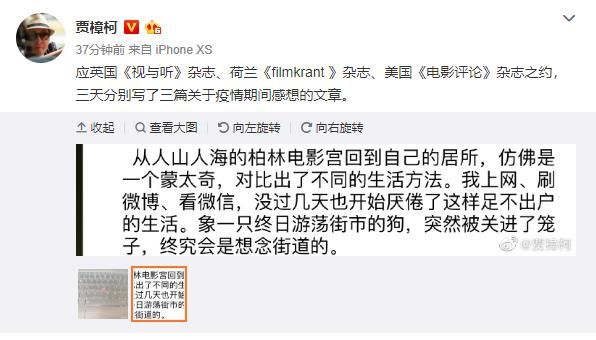 贾樟柯
37分钟前 来自 iPhone XS
应英国《视与听》杂志、荷兰《filmkrant 》杂志、美国《电影评论》杂志之约，
三天分别写了三篇关于疫情期间感想的文章。
收起 查看大图 向左旋转 向右旋转
从人山人海的柏林电影宫回到自己的居所，仿佛是
一个蒙太奇，对比出了不同的生活方法。我上网、刷
微博、看微信，没过几天也开始厌倦了这样足不出户
的生活。象一只终日游荡街市的狗，突然被关进了笼
子，终究会是想念街道的。
@贾樟柯
林电影宫回到
出了不同的生
过几天也开始
日游荡街市的
街道的。